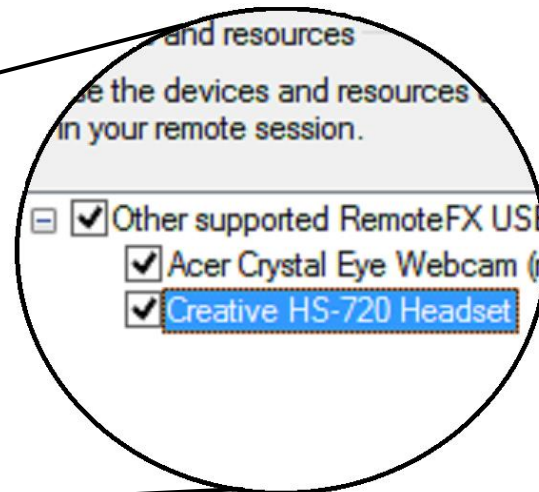 and resources
se the devices and resources
in your remote session.
Other supported RemoteFX USB
Acer Crystal Eye Webcam (
Creative HS-720 Headset